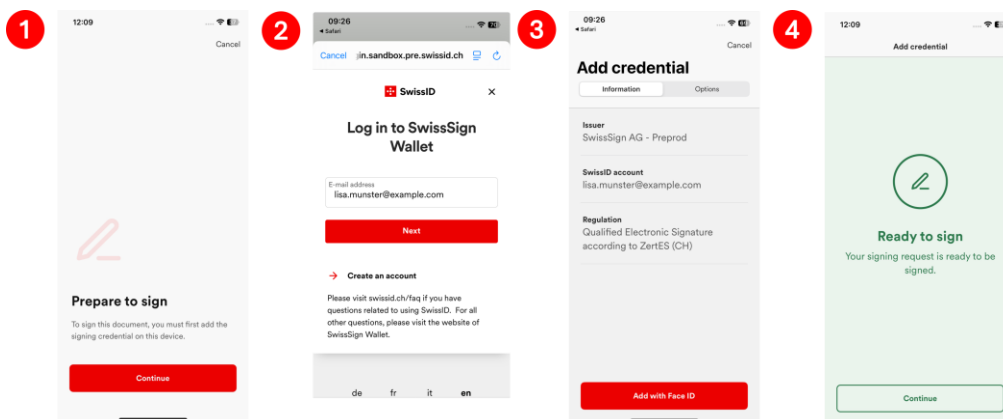 1
12:09
Cancel
Prepare to sign
To sign this document, you must first add the
signing credential on this device.
Continue
2
09:26
Safari
Cancel
in.sandbox.pre.swissid.ch
SwissID
Log in to SwissSign
Wallet
E-mail address
lisa.munster@example.com
Next
Create an account
Please visit swissid.ch/faq if you have
questions related to using SwissID. For all
other questions, please visit the website of
SwissSign Wallet.
de fr it en
3
09:26
Safari
Cancel
Add credential
Information Options
Issuer
SwissSign AG - Preprod
SwissID account
lisa.munster@example.com
Regulation
Qualified Electronic Signature
according to ZertES (CH)
Add with Face ID
4
12:09
Add credential
Ready to sign
Your signing request is ready to be
signed.
Continue